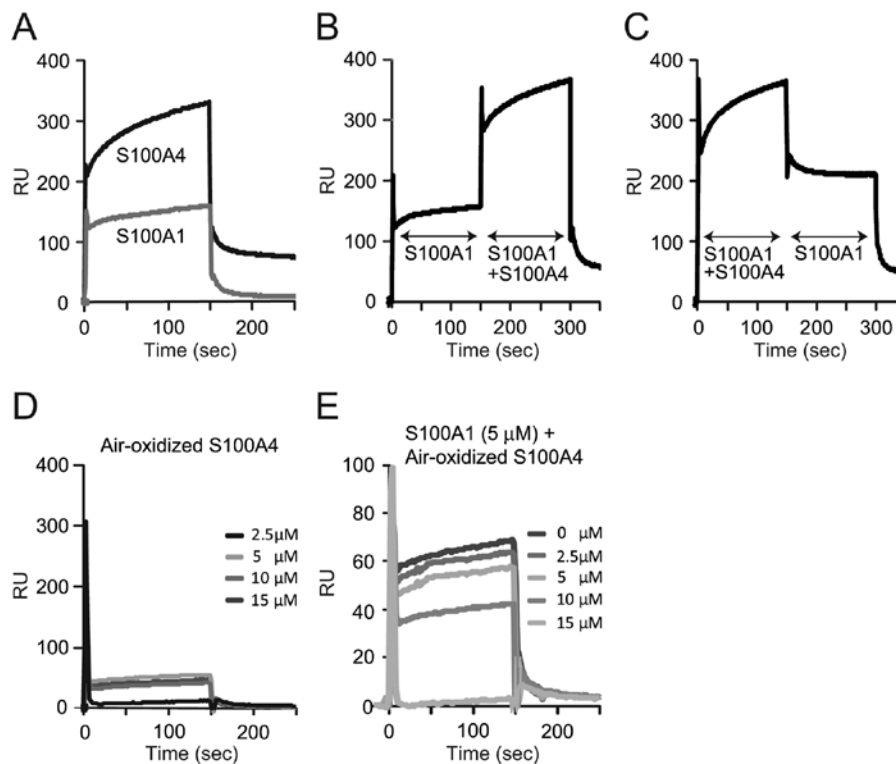 A
400
300
200
100
0
RU
S100A4
S100A1
0 100 200
Time (sec)
B
400
300
200
100
0
RU
S100A1
S100A1
+S100A4
0 100 200 300
Time (sec)
C
400
300
200
100
0
RU
S100A1
+S100A4
S100A1
0 100 200 300
Time (sec)
D
Air-oxidized S100A4
400
300
200
100
0
RU
2.5μM
5 μM
10 μM
15 μM
0 100 200
Time (sec)
E
S100A1 (5 μM) +
Air-oxidized S100A4
100
80
60
40
20
0
RU
0 μM
2.5μM
5 μM
10 μM
15 μM
0 100 200
Time (sec)